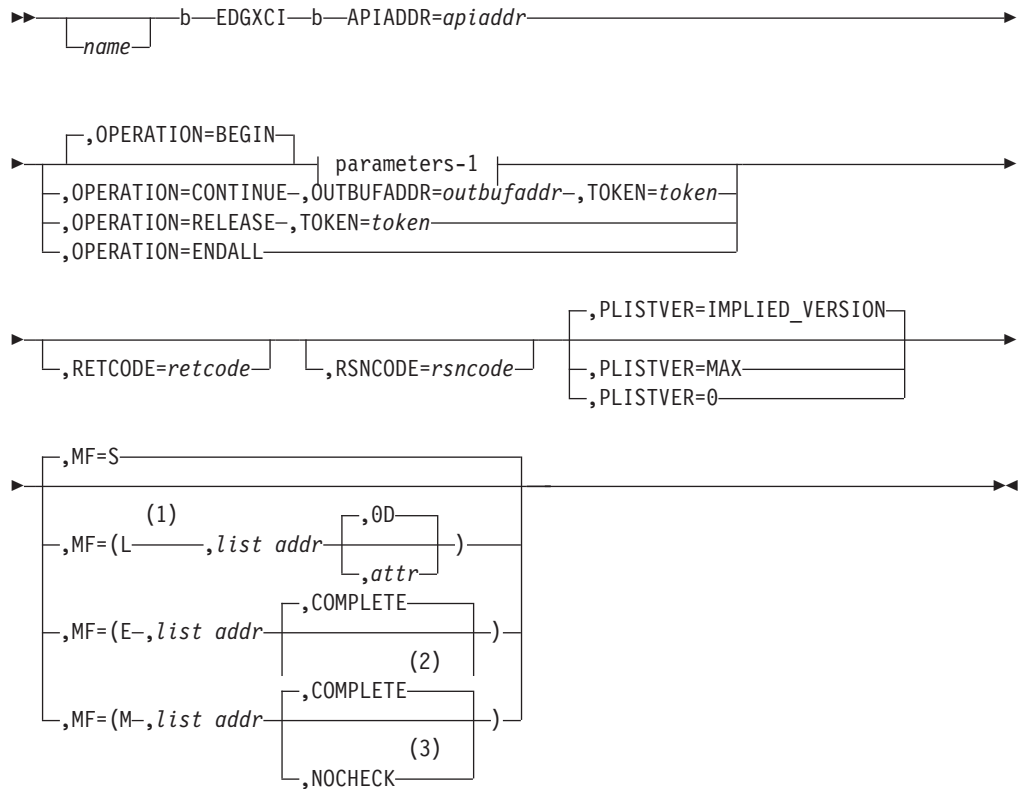 b EDGXCI b APIADDR=apiaddr
name
,OPERATION=BEGIN
parameters-1
,OPERATION=CONTINUE ,OUTBUFADDR=outbufaddr ,TOKEN=token
,OPERATION=RELEASE ,TOKEN=token
,OPERATION=ENDALL
,PLISTVER=IMPLIED_VERSION
,RETCODE=retcode ,RSNCODE=rsncode ,PLISTVER=MAX
,PLISTVER=0
,MF=S
(1) ,0D
,MF=(L ,list addr )
,attr
,COMPLETE
,MF=(E ,list addr )
(2)
,COMPLETE
,MF=(M ,list addr )
(3)
,NOCHECK